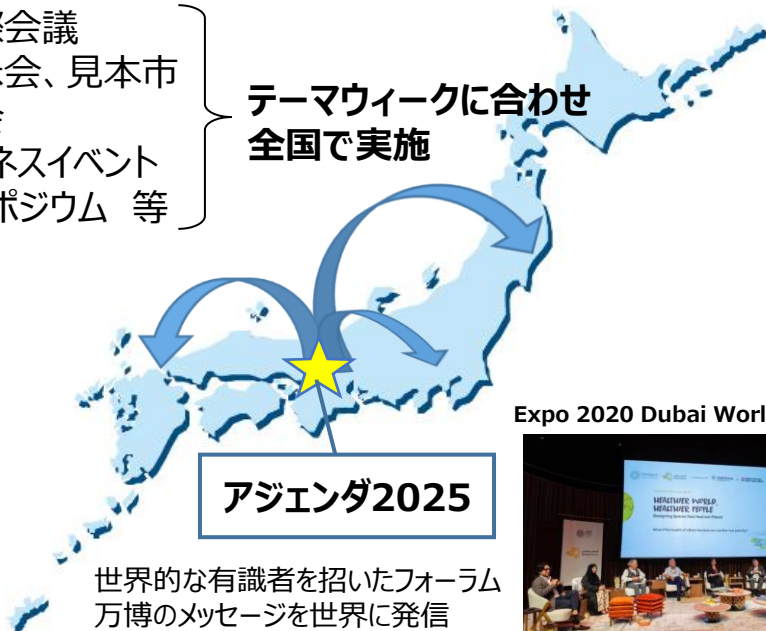 際会議
会、見本市
ネスイベント
ポジウム 等
テーマウィークに合わせ
全国で実施
アジェンダ2025
世界的な有識者を招いたフォーラム
万博のメッセージを世界に発信
Expo 2020 Dubai Worl
HEALTHIER WORLD,
HEALTHIER PEOPLE